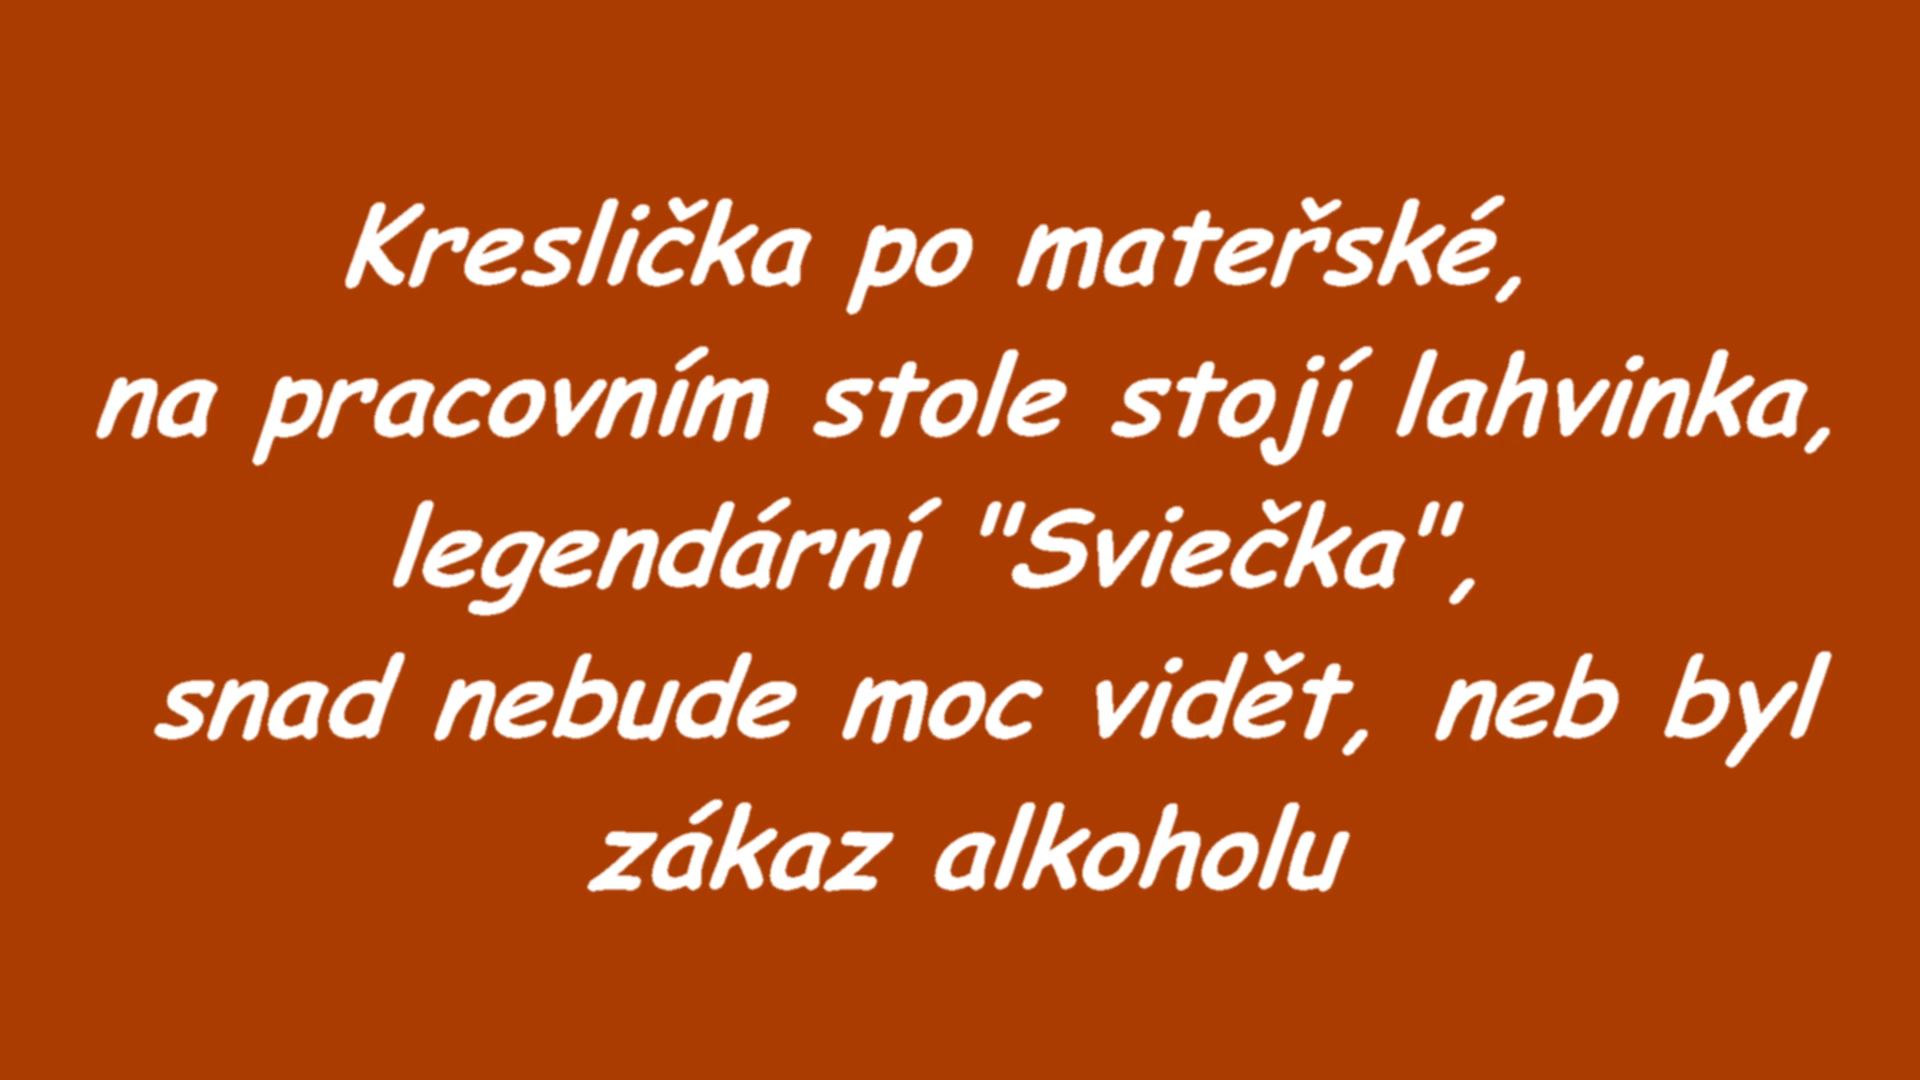 Kreslička po mateřské,
na pracovním stole stojí lahvinka,
legendární "Sviečka",
snad nebude moc vidět, neb byl
zákaz alkoholu